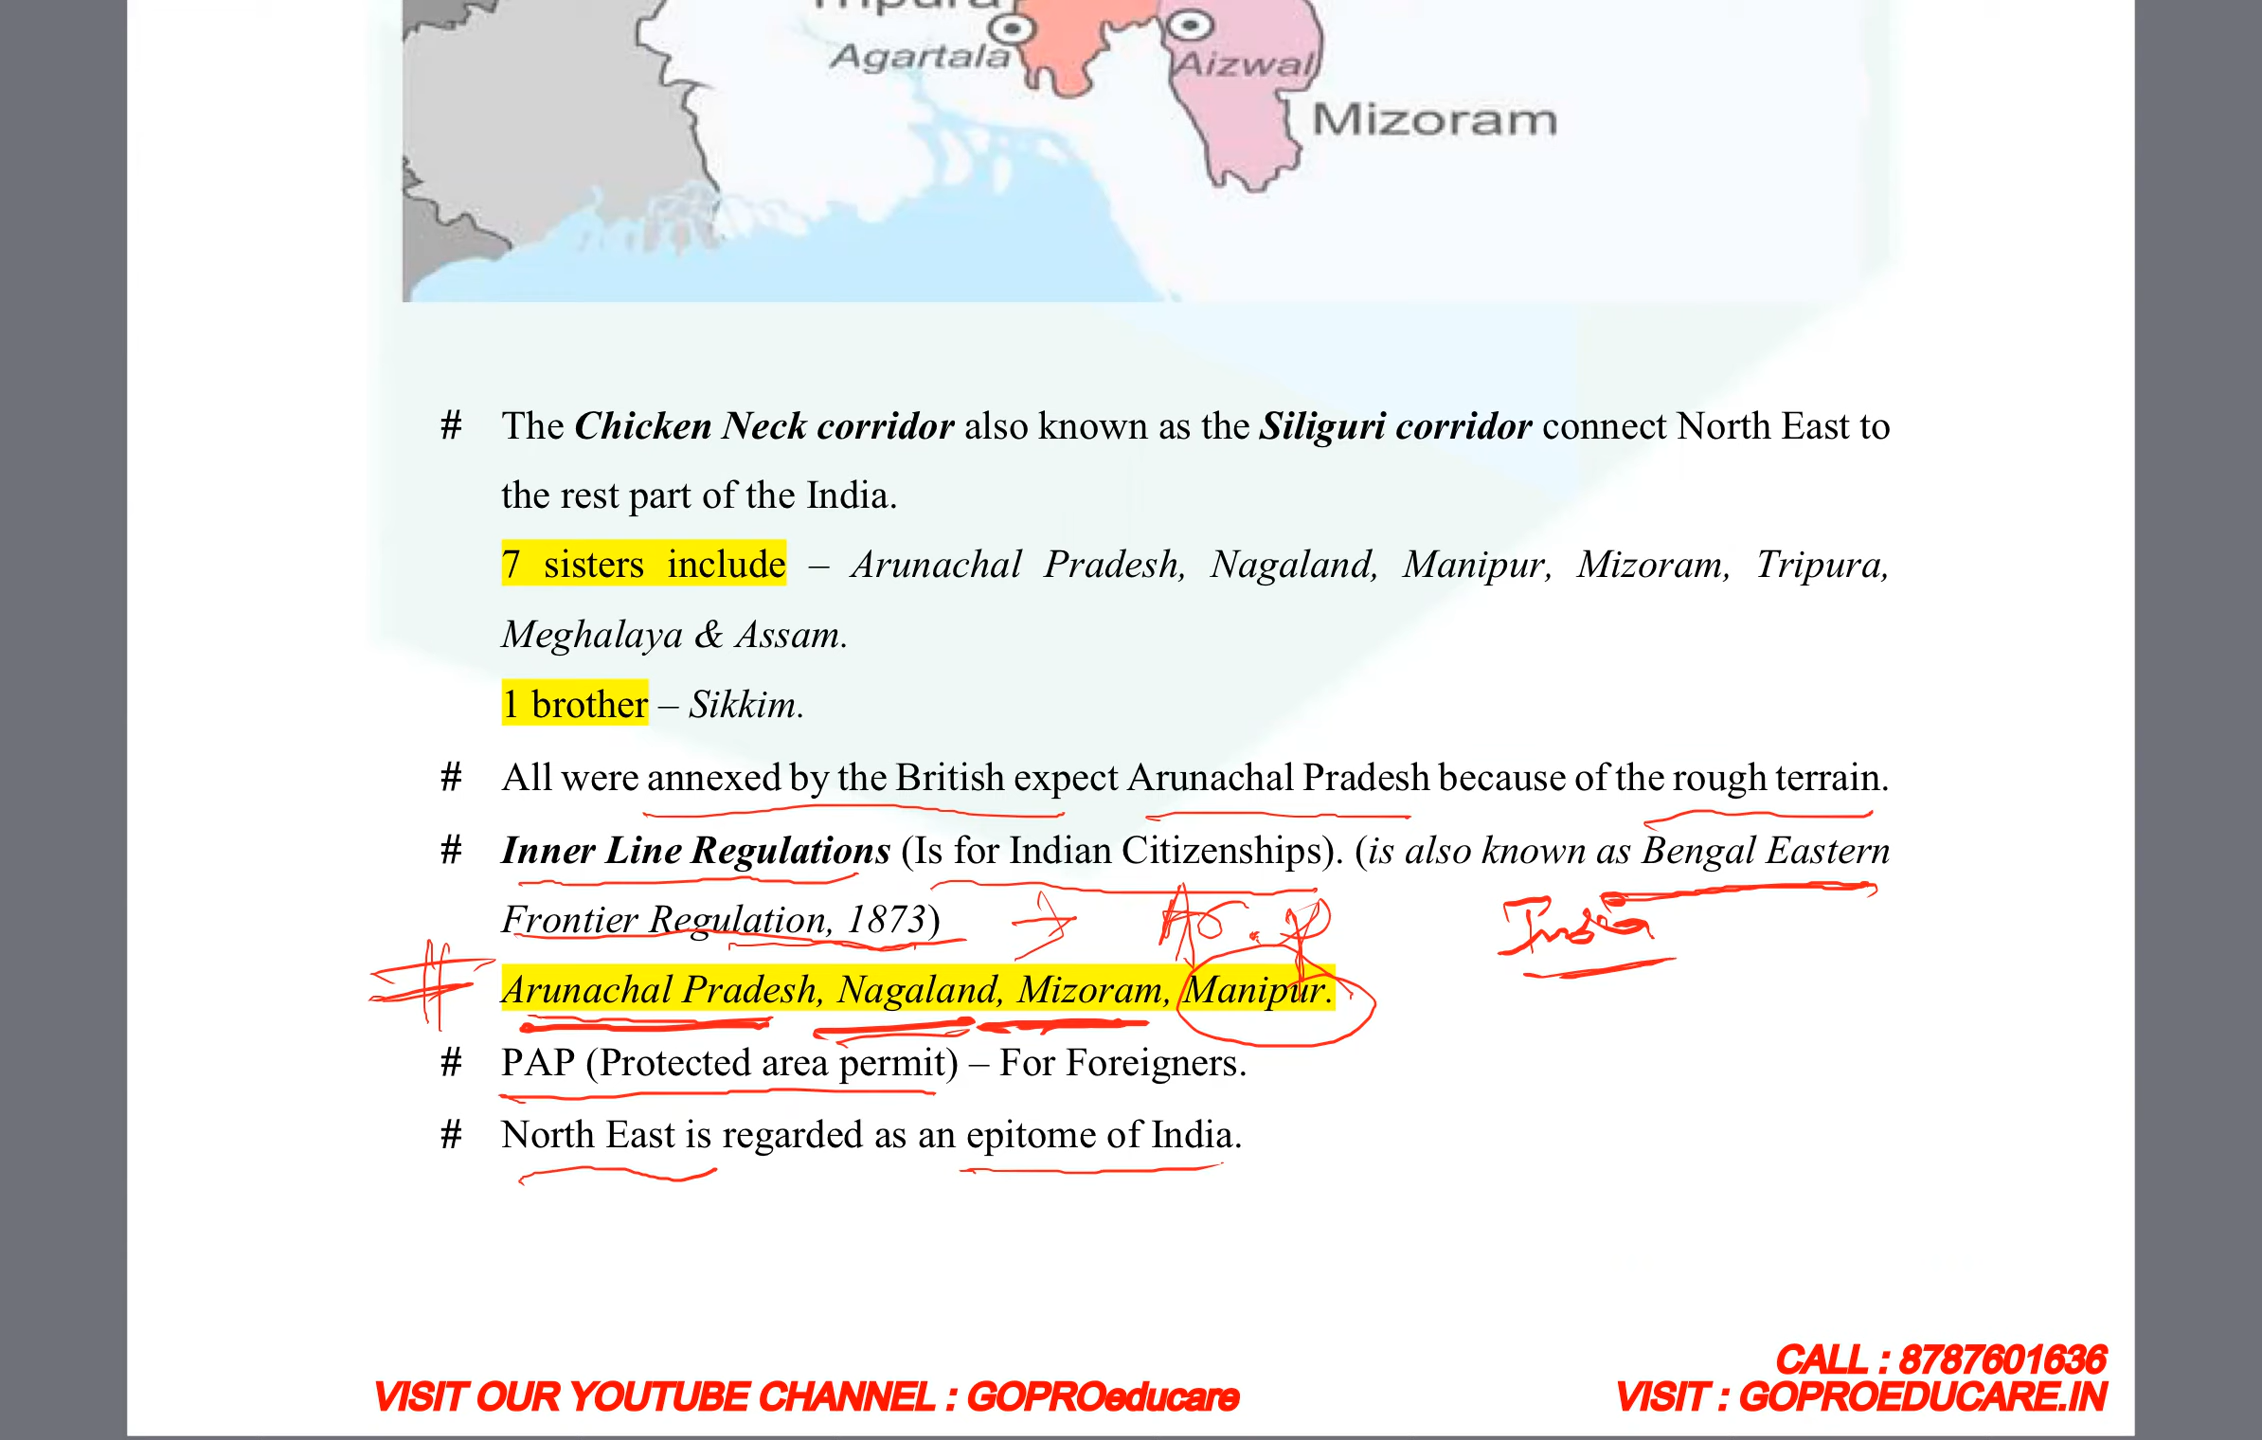 Tripura
Agartala
Aizwal
Mizoram
# The Chicken Neck corridor also known as the Siliguri corridor connect North East to
the rest part of the India.
7 sisters include – Arunachal Pradesh, Nagaland, Manipur, Mizoram, Tripura,
Meghalaya & Assam.
1 brother – Sikkim.
# All were annexed by the British expect Arunachal Pradesh because of the rough terrain.
# Inner Line Regulations (Is for Indian Citizenships). (is also known as Bengal Eastern
Frontier Regulation, 1873) → Ar. P India
# Arunachal Pradesh, Nagaland, Mizoram, Manipur.
# PAP (Protected area permit) – For Foreigners.
# North East is regarded as an epitome of India.
CALL : 8787601636
VISIT OUR YOUTUBE CHANNEL : GOPROeducare VISIT : GOPROEDUCARE.IN